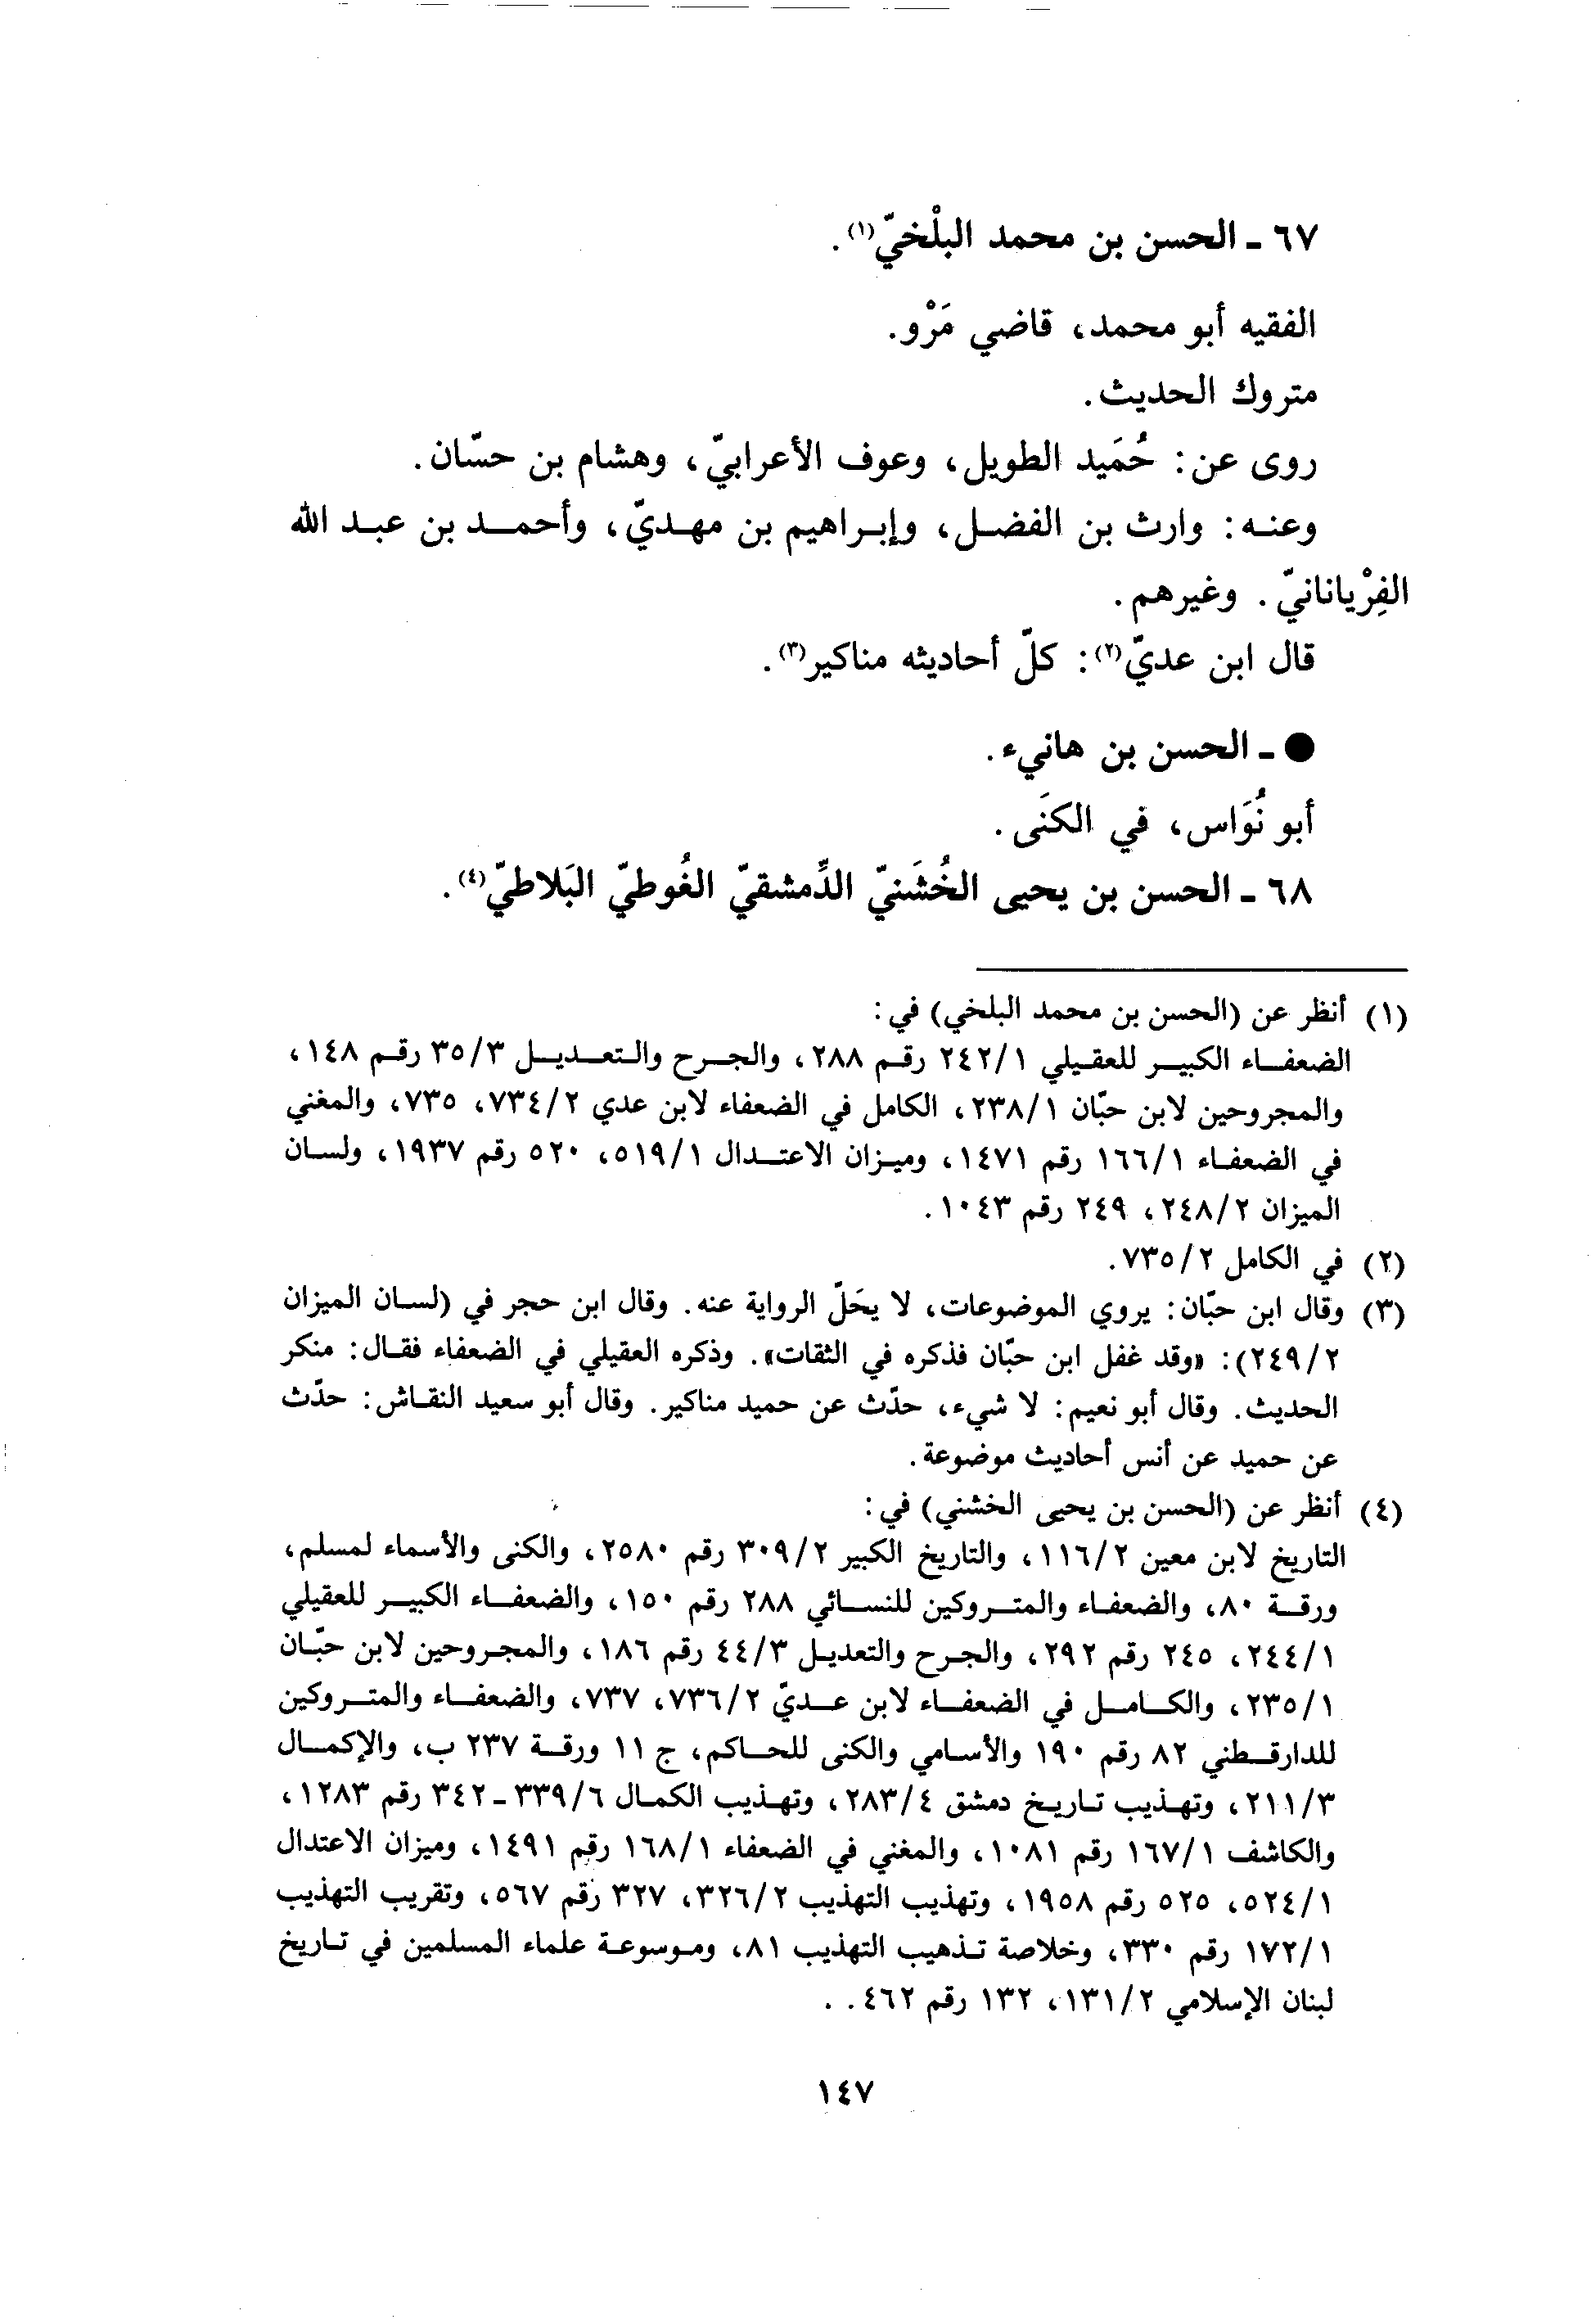 ٦٧ ـ الحسن بن محمد البلْخيّ(١).
الفقيه أبو محمد، قاضي مَرْو.
متروك الحديث.
روى عن: حُمَيد الطويل، وعوف الأعرابيّ، وهشام بن حسّان.
وعنه: وارث بن الفضل، وإبراهيم بن مهديّ، وأحمد بن عبد الله
الفِرْيانانيّ. وغيرهم.
قال ابن عديّ(٢): كلّ أحاديثه مناكير(٣).
● ـ الحسن بن هانيء.
أبو نُوَاس، في الكنَى.
٦٨ ـ الحسن بن يحيى الخُشَنيّ الدِّمشقيّ الغُوطيّ البَلاطيّ(٤).
(١) أنظر عن (الحسن بن محمد البلخي) في:
الضعفاء الكبير للعقيلي ٢٤٢/١ رقم ٢٨٨، والجرح والتعديل ٣٥/٣ رقم ١٤٨،
والمجروحين لابن حبّان ٢٣٨/١، الكامل في الضعفاء لابن عدي ٧٣٤/٢، ٧٣٥، والمغني
في الضعفاء ١٦٦/١ رقم ١٤٧١، وميزان الاعتدال ٥١٩/١، ٥٢٠ رقم ١٩٣٧، ولسان
الميزان ٢٤٨/٢، ٢٤٩ رقم ١٠٤٣.
(٢) في الكامل ٧٣٥/٢.
(٣) وقال ابن حبّان: يروي الموضوعات، لا يحَلّ الرواية عنه. وقال ابن حجر في (لسان الميزان
٢٤٩/٢): «وقد غفل ابن حبّان فذكره في الثقات». وذكره العقيلي في الضعفاء فقال: منكر
الحديث. وقال أبو نعيم: لا شيء، حدّث عن حميد مناكير. وقال أبو سعيد النقاش: حدّث
عن حميد عن أنس أحاديث موضوعة.
(٤) أنظر عن (الحسن بن يحيى الخشني) في:
التاريخ لابن معين ١١٦/٢، والتاريخ الكبير ٣٠٩/٢ رقم ٢٥٨٠، والكنى والأسماء لمسلم،
ورقة ٨٠، والضعفاء والمتروكين للنسائي ٢٨٨ رقم ١٥٠، والضعفاء الكبير للعقيلي
٢٤٤/١، ٢٤٥ رقم ٢٩٢، والجرح والتعديل ٤٤/٣ رقم ١٨٦، والمجروحين لابن حبّان
٢٣٥/١، والكامل في الضعفاء لابن عديّ ٧٣٦/٢، ٧٣٧، والضعفاء والمتروكين
للدارقطني ٨٢ رقم ١٩٠ والأسامي والكنى للحاكم، ج ١١ ورقة ٢٣٧ ب، والإكمال
٢١١/٣، وتهذيب تاريخ دمشق ٢٨٣/٤، وتهذيب الكمال ٣٣٩/٦ ـ ٣٤٢ رقم ١٢٨٣،
والكاشف ١٦٧/١ رقم ١٠٨١، والمغني في الضعفاء ١٦٨/١ رقم ١٤٩١، وميزان الاعتدال
٥٢٤/١، ٥٢٥ رقم ١٩٥٨، وتهذيب التهذيب ٣٢٦/٢، ٣٢٧ رقم ٥٦٧، وتقريب التهذيب
١٧٢/١ رقم ٣٣٠، وخلاصة تذهيب التهذيب ٨١، وموسوعة علماء المسلمين في تاريخ
لبنان الإسلامي ١٣١/٢، ١٣٢ رقم ٤٦٢. .
١٤٧